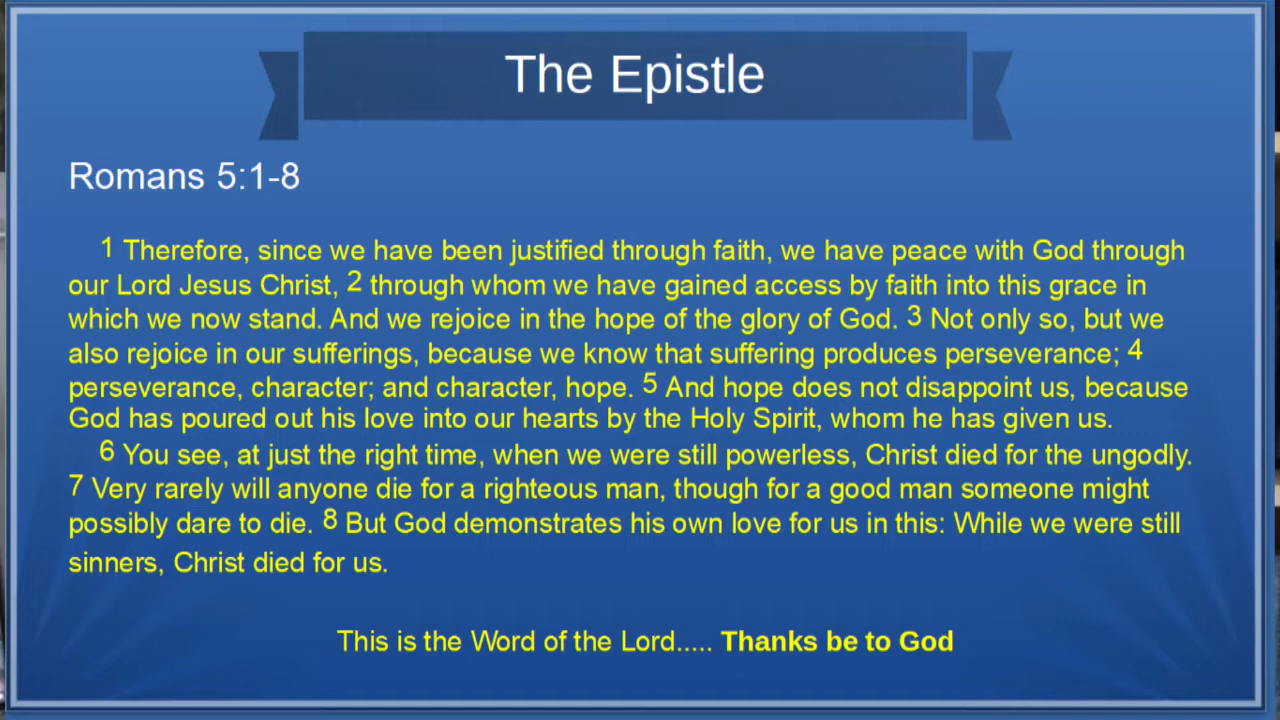 The Epistle
Romans 5:1-8
1 Therefore, since we have been justified through faith, we have peace with God through
our Lord Jesus Christ, 2 through whom we have gained access by faith into this grace in
which we now stand. And we rejoice in the hope of the glory of God. 3 Not only so, but we
also rejoice in our sufferings, because we know that suffering produces perseverance; 4
perseverance, character; and character, hope. 5 And hope does not disappoint us, because
God has poured out his love into our hearts by the Holy Spirit, whom he has given us.
6 You see, at just the right time, when we were still powerless, Christ died for the ungodly.
7 Very rarely will anyone die for a righteous man, though for a good man someone might
possibly dare to die. 8 But God demonstrates his own love for us in this: While we were still
sinners, Christ died for us.
This is the Word of the Lord..... Thanks be to God